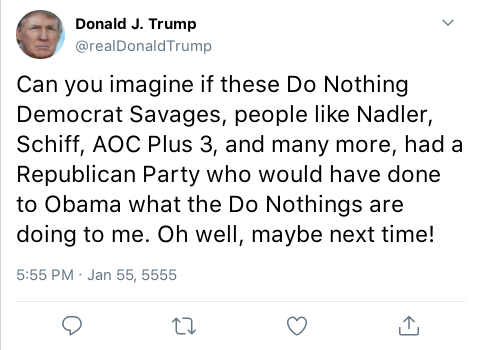 Donald J. Trump
@realDonaldTrump
Can you imagine if these Do Nothing
Democrat Savages, people like Nadler,
Schiff, AOC Plus 3, and many more, had a
Republican Party who would have done
to Obama what the Do Nothings are
doing to me. Oh well, maybe next time!
5:55 PM · Jan 55, 5555